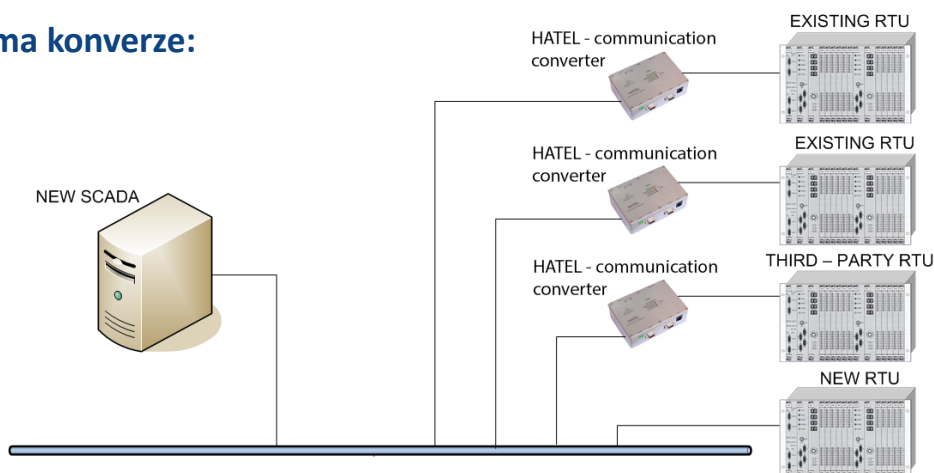 ma konverze:
EXISTING RTU
HATEL - communication
converter
EXISTING RTU
HATEL - communication
converter
NEW SCADA
THIRD – PARTY RTU
HATEL - communication
converter
NEW RTU